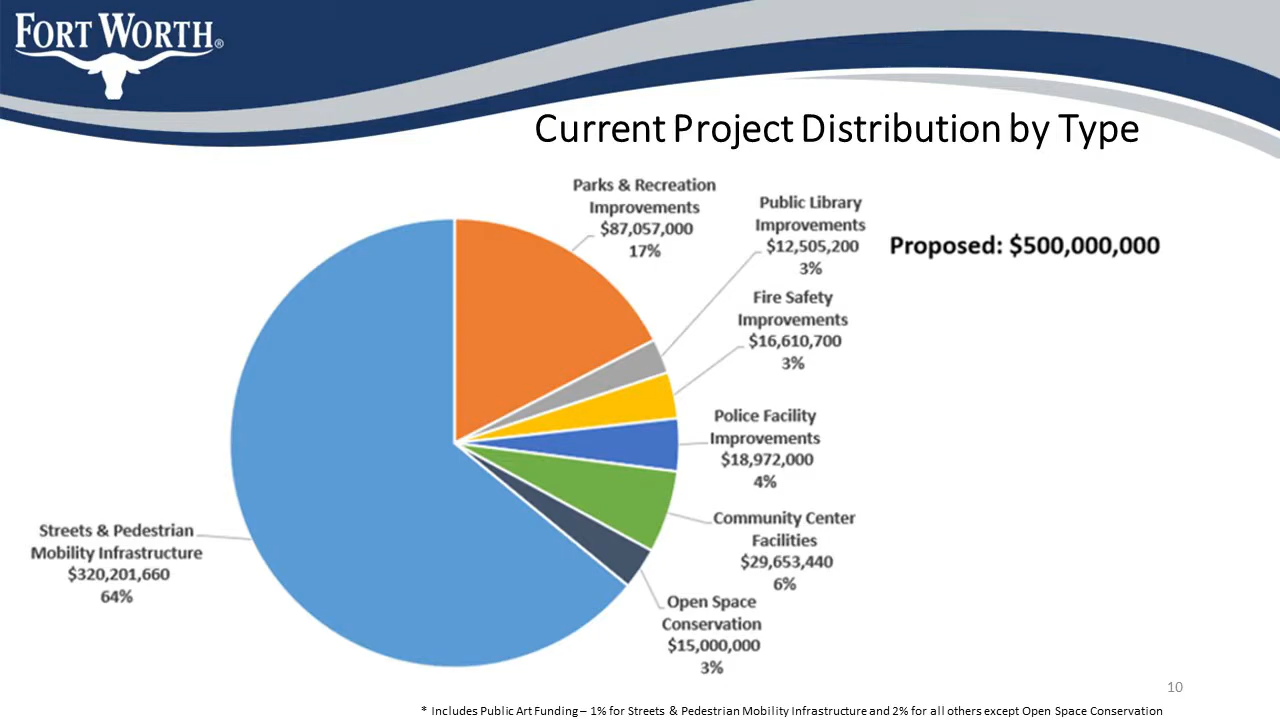 FORT WORTH®
Current Project Distribution by Type
Parks & Recreation
Improvements
$87,057,000
17%
Public Library
Improvements
$12,505,200
3%
Proposed: $500,000,000
Fire Safety
Improvements
$16,610,700
3%
Police Facility
Improvements
$18,972,000
4%
Community Center
Facilities
$29,653,440
6%
Open Space
Conservation
$15,000,000
3%
Streets & Pedestrian
Mobility Infrastructure
$320,201,660
64%
10
* Includes Public Art Funding – 1% for Streets & Pedestrian Mobility Infrastructure and 2% for all others except Open Space Conservation